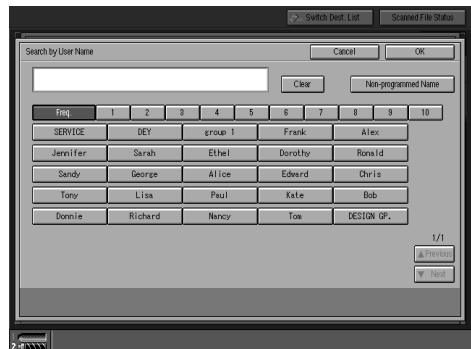 Switch Dest. List Scanned File Status
Search by User Name Cancel OK
Clear Non-programmed Name
Freq. 1 2 3 4 5 6 7 8 9 10
SERVICE DEY group 1 Frank Alex
Jennifer Sarah Ethel Dorothy Ronald
Sandy George Alice Edward Chris
Tony Lisa Paul Kate Bob
Donnie Richard Nancy Tom DESIGN GP.
1/1
▲Previous
▼ Next